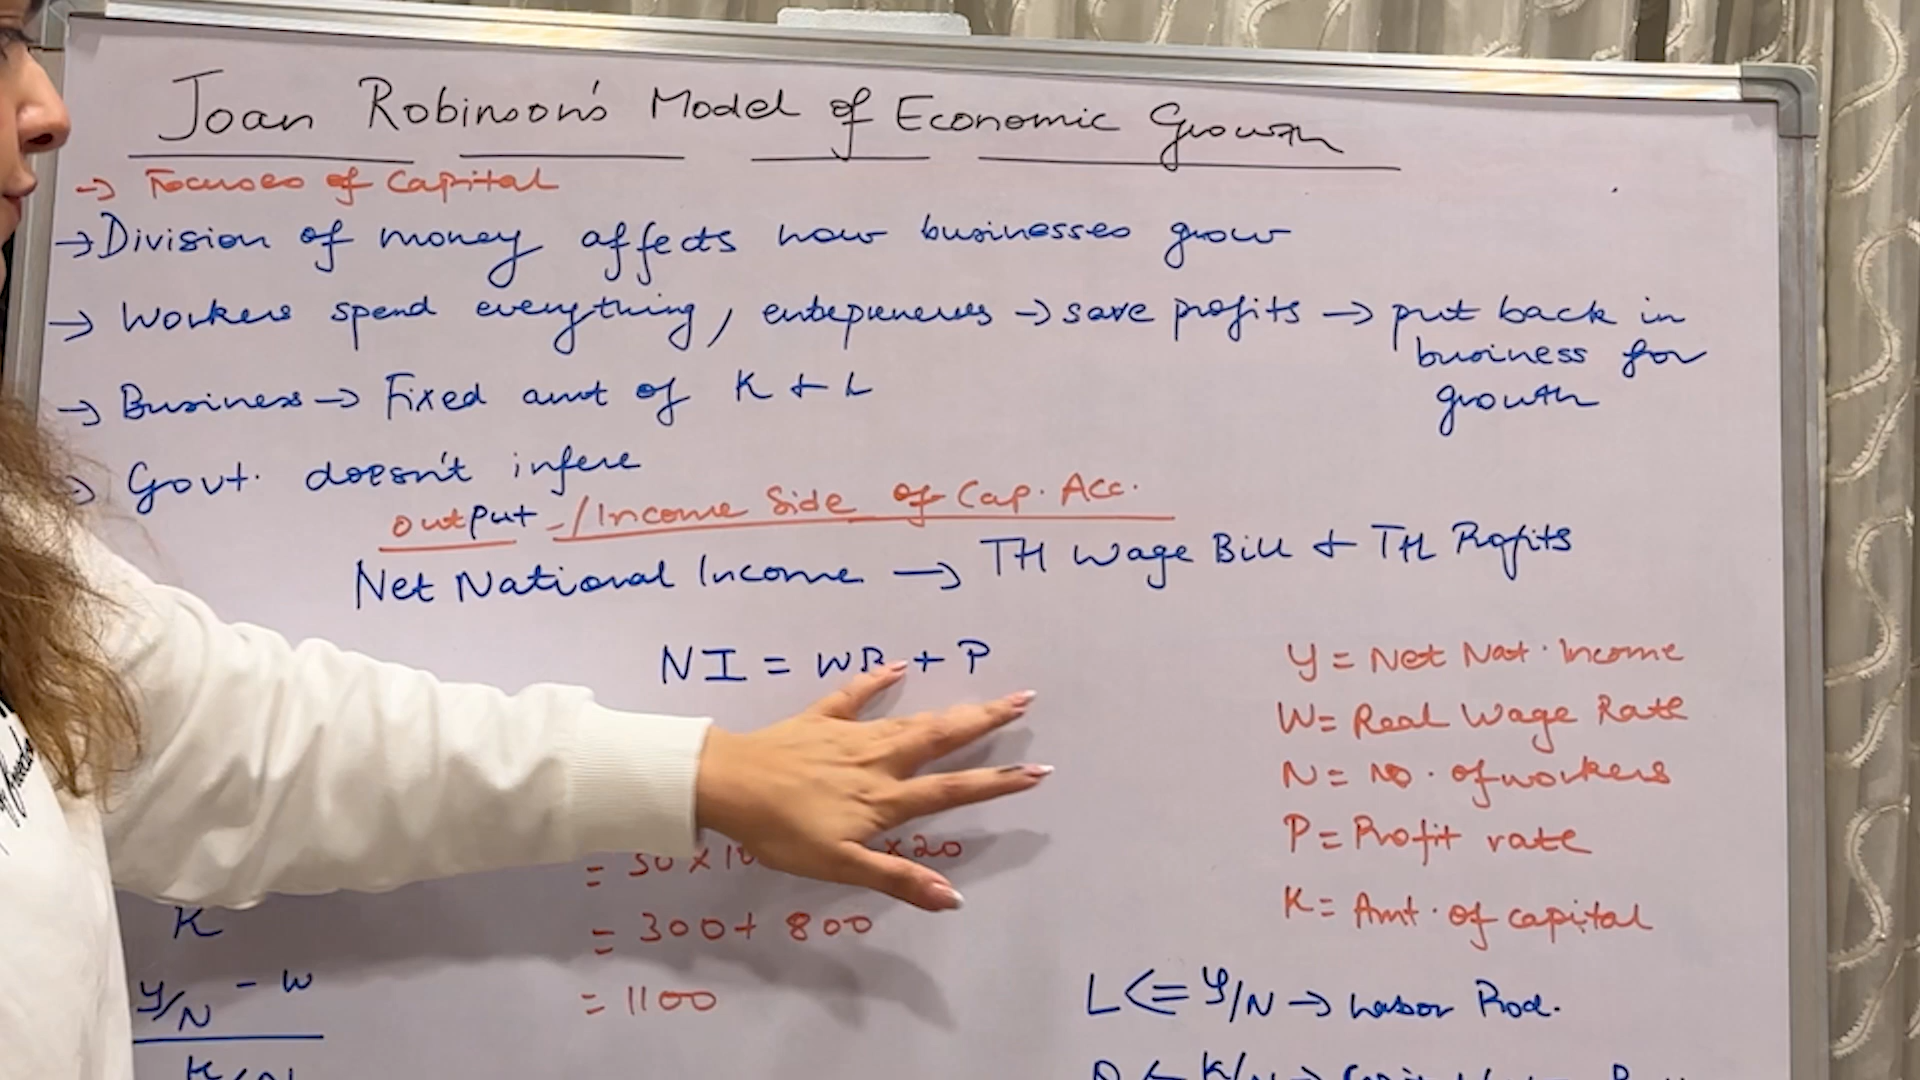 Joan Robinson's Model of Economic Growth
→ Focuses of Capital
→ Division of money affects how businesses grow
→ Workers spend everything, entepreneurs → save profits → put back in
business for
growth
→ Business → Fixed amt of K + L
Govt. doesn't infere
output -/Income Side of Cap. Acc.
Net National Income → Wage Bill + Profits
NI = WB + P
Y = Net Nat. Income
W = Real Wage Rate
N = No. of workers
P = Profit rate
K = Amt. of capital
×20
= 300 + 800
= 1100
K
Y/N - W
L <= Y/N → Labor Prod.